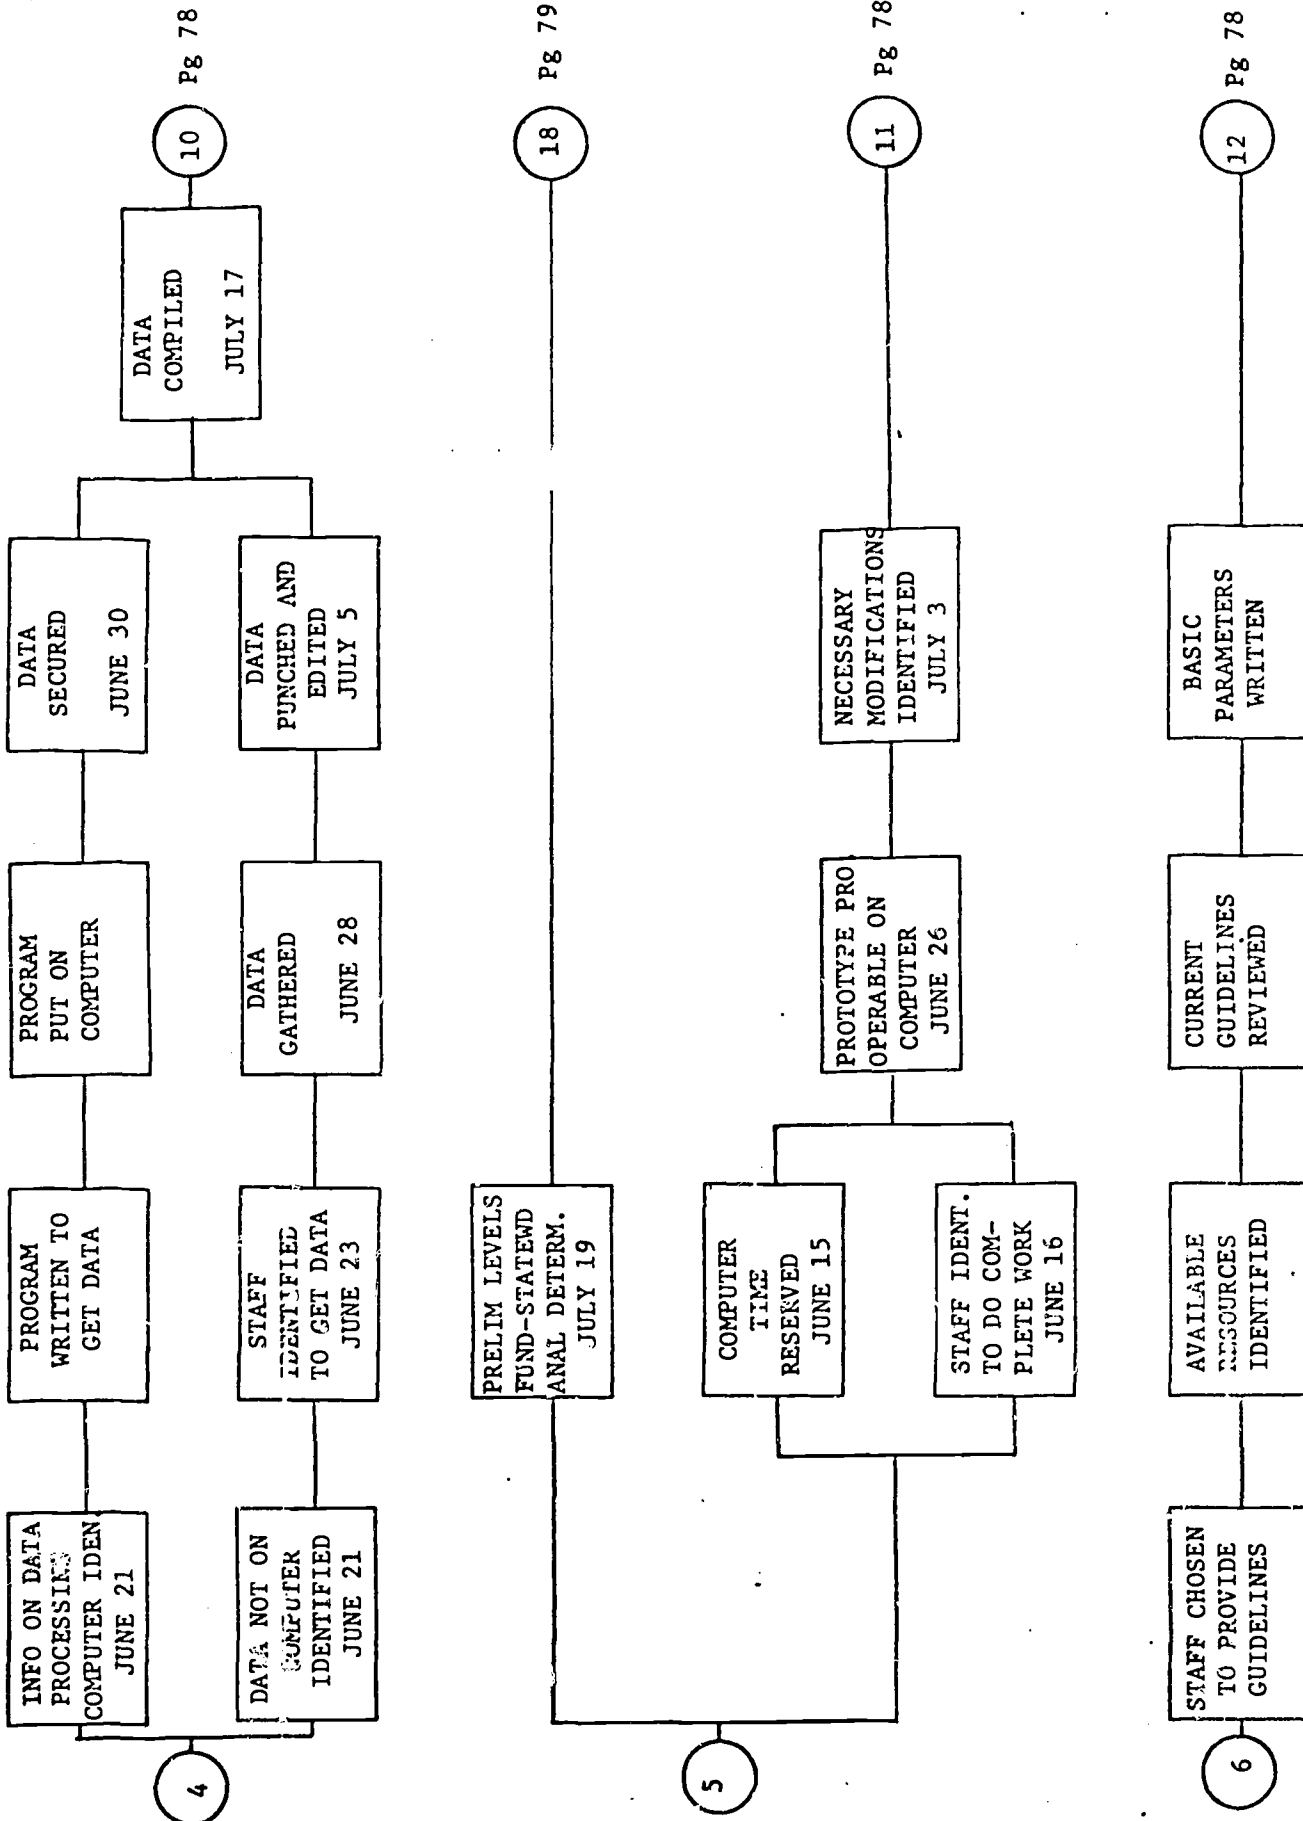 4
INFO ON DATA
PROCESSING
COMPUTER IDEN
JUNE 21
PROGRAM
WRITTEN TO
GET DATA
PROGRAM
PUT ON
COMPUTER
DATA
SECURED
JUNE 30
DATA NOT ON
COMPUTER
IDENTIFIED
JUNE 21
STAFF
IDENTIFIED
TO GET DATA
JUNE 23
DATA
GATHERED
JUNE 28
DATA
PUNCHED AND
EDITED
JULY 5
DATA
COMPILED
JULY 17
10 Pg 78
5
PRELIM LEVELS
FUND-STATEWD
ANAL DETERM.
JULY 19
18 Pg 79
COMPUTER
TIME
RESERVED
JUNE 15
STAFF IDENT.
TO DO COM-
PLETE WORK
JUNE 16
PROTOTYPE PRO
OPERABLE ON
COMPUTER
JUNE 26
NECESSARY
MODIFICATIONS
IDENTIFIED
JULY 3
11 Pg 78
6
STAFF CHOSEN
TO PROVIDE
GUIDELINES
AVAILABLE
RESOURCES
IDENTIFIED
CURRENT
GUIDELINES
REVIEWED
BASIC
PARAMETERS
WRITTEN
12 Pg 78